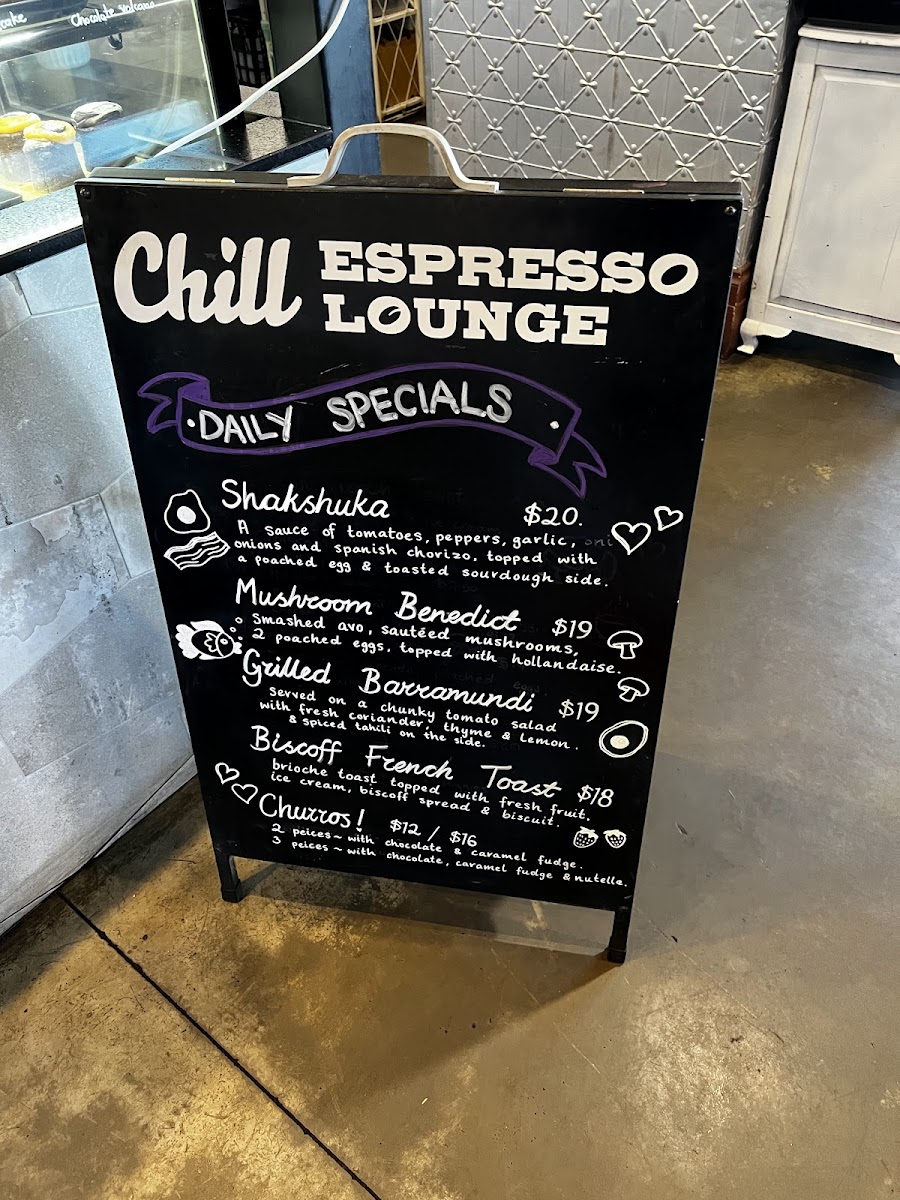 Chocolate Volcano
Chill ESPRESSO
LOUNGE
DAILY SPECIALS
Shakshuka $20.
A sauce of tomatoes, peppers, garlic,
onions and spanish chorizo. topped with
a poached egg & toasted sourdough side.
Mushroom Benedict $19
Smashed avo, sautéed mushrooms,
2 poached eggs, topped with hollandaise.
Grilled Barramundi $19
Served on a chunky tomato salad
with fresh coriander, thyme & lemon.
& spiced tahili on the side.
Biscoff French Toast $18
brioche toast topped with fresh fruit,
ice cream, biscoff spread & biscuit.
Churros! $12 / $16
2 peices ~ with chocolate & caramel fudge.
3 peices ~ with chocolate, caramel fudge & nutella.